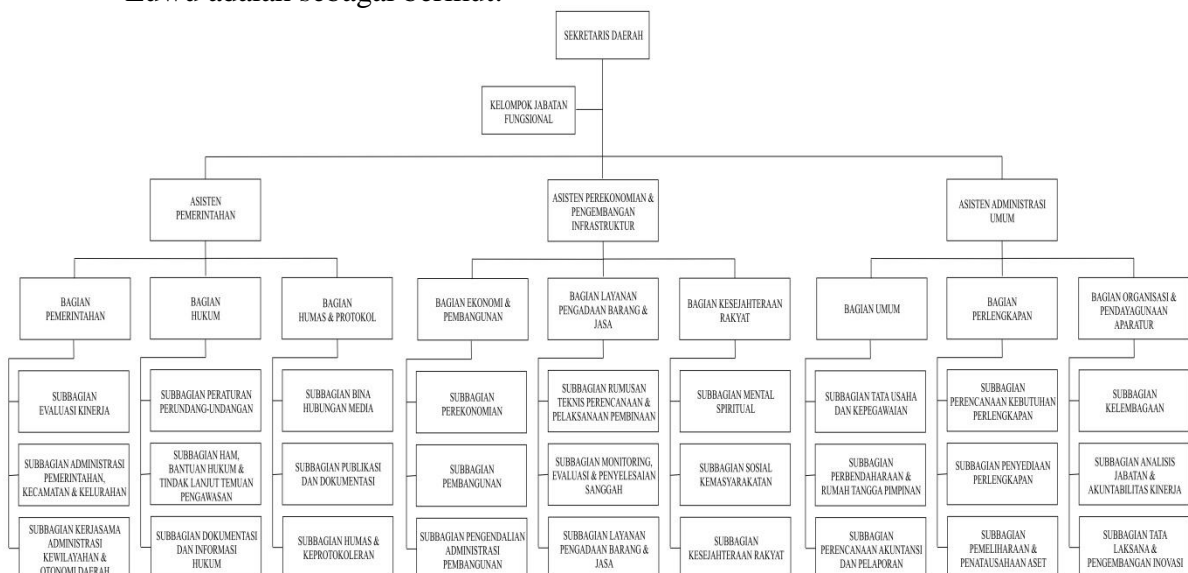 Luwu adalah sebagai berikut:
SEKRETARIS DAERAH
KELOMPOK JABATAN
FUNGSIONAL
ASISTEN
PEMERINTAHAN
ASISTEN PEREKONOMIAN &
PENGEMBANGAN
INFRASTRUKTUR
ASISTEN ADMINISTRASI
UMUM
BAGIAN
PEMERINTAHAN
BAGIAN
HUKUM
BAGIAN
HUMAS & PROTOKOL
BAGIAN EKONOMI &
PEMBANGUNAN
BAGIAN LAYANAN
PENGADAAN BARANG &
JASA
BAGIAN KESEJAHTERAAN
RAKYAT
BAGIAN UMUM
BAGIAN
PERLENGKAPAN
BAGIAN ORGANISASI &
PENDAYAGUNAAN
APARATUR
SUBBAGIAN
EVALUASI KINERJA
SUBBAGIAN PERATURAN
PERUNDANG-UNDANGAN
SUBBAGIAN BINA
HUBUNGAN MEDIA
SUBBAGIAN
PEREKONOMIAN
SUBBAGIAN RUMUSAN
TEKNIS PERENCANAAN &
PELAKSANAAN PEMBINAAN
SUBBAGIAN MENTAL
SPIRITUAL
SUBBAGIAN TATA USAHA
DAN KEPEGAWAIAN
SUBBAGIAN
PERENCANAAN KEBUTUHAN
PERLENGKAPAN
SUBBAGIAN
KELEMBAGAAN
SUBBAGIAN ADMINISTRASI
PEMERINTAHAN,
KECAMATAN & KELURAHAN
SUBBAGIAN HAM,
BANTUAN HUKUM &
TINDAK LANJUT TEMUAN
PENGAWASAN
SUBBAGIAN PUBLIKASI
DAN DOKUMENTASI
SUBBAGIAN
PEMBANGUNAN
SUBBAGIAN MONITORING,
EVALUASI & PENYELESAIAN
SANGGAH
SUBBAGIAN SOSIAL
KEMASYARAKATAN
SUBBAGIAN
PERBENDAHARAAN &
RUMAH TANGGA PIMPINAN
SUBBAGIAN PENYEDIAAN
PERLENGKAPAN
SUBBAGIAN ANALISIS
JABATAN &
AKUNTABILITAS KINERJA
SUBBAGIAN KERJASAMA
ADMINISTRASI
KEWILAYAHAN &
OTONOMI DAERAH
SUBBAGIAN DOKUMENTASI
DAN INFORMASI
HUKUM
SUBBAGIAN HUMAS &
KEPROTOKOLERAN
SUBBAGIAN PENGENDALIAN
ADMINISTRASI
PEMBANGUNAN
SUBBAGIAN LAYANAN
PENGADAAN BARANG &
JASA
SUBBAGIAN
KESEJAHTERAAN RAKYAT
SUBBAGIAN
PERENCANAAN AKUNTANSI
DAN PELAPORAN
SUBBAGIAN
PEMELIHARAAN &
PENATAUSAHAAN ASET
SUBBAGIAN TATA
LAKSANA &
PENGEMBANGAN INOVASI